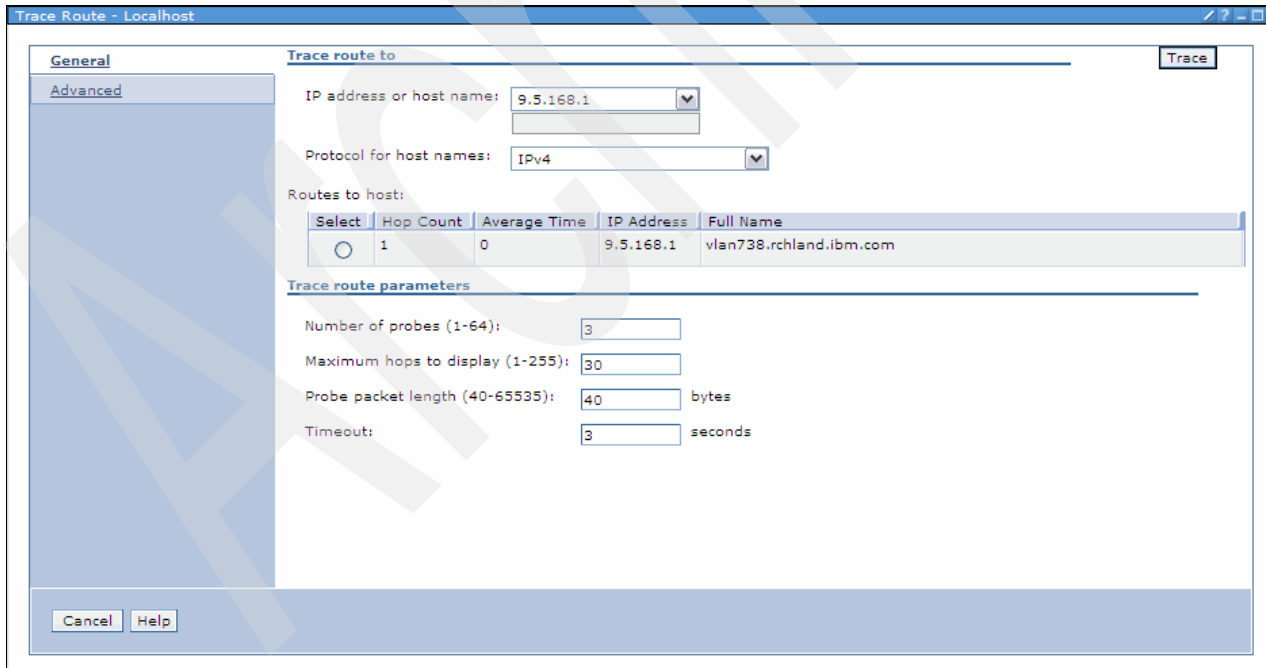 Trace Route - Localhost
General
Advanced
Trace route to
Trace
IP address or host name: 9.5.168.1
Protocol for host names: IPv4
Routes to host:
Select Hop Count Average Time IP Address Full Name
1 0 9.5.168.1 vlan738.rchland.ibm.com
Trace route parameters
Number of probes (1-64): 3
Maximum hops to display (1-255): 30
Probe packet length (40-65535): 40 bytes
Timeout: 3 seconds
Cancel Help